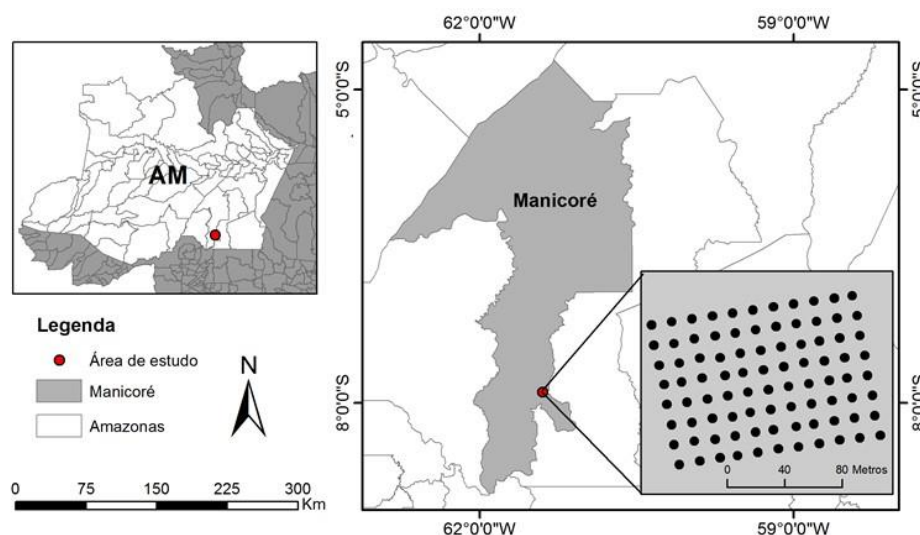 62°0'0"W
59°0'0"W
AM
5°0'0"S
5°0'0"S
Manicoré
Legenda
Área de estudo
Manicoré
Amazonas
N
8°0'0"S
8°0'0"S
0 40 80 Metros
0 75 150 225 300
Km
62°0'0"W
59°0'0"W